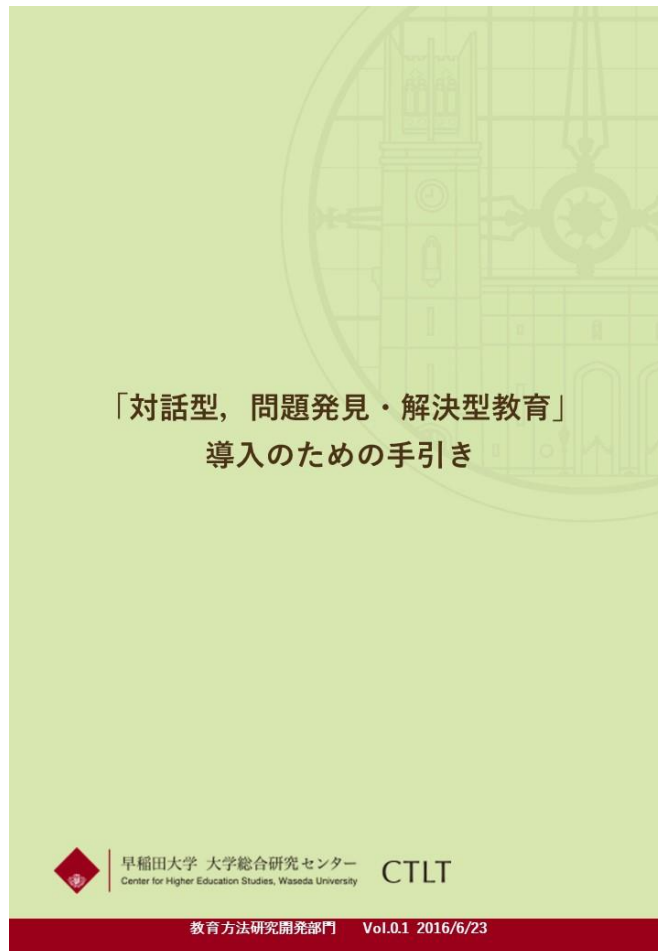 「対話型，問題発見・解決型教育」
導入のための手引き
早稲田大学 大学総合研究センター
Center for Higher Education Studies, Waseda University
CTLT
教育方法研究開発部門 Vol.0.1 2016/6/23